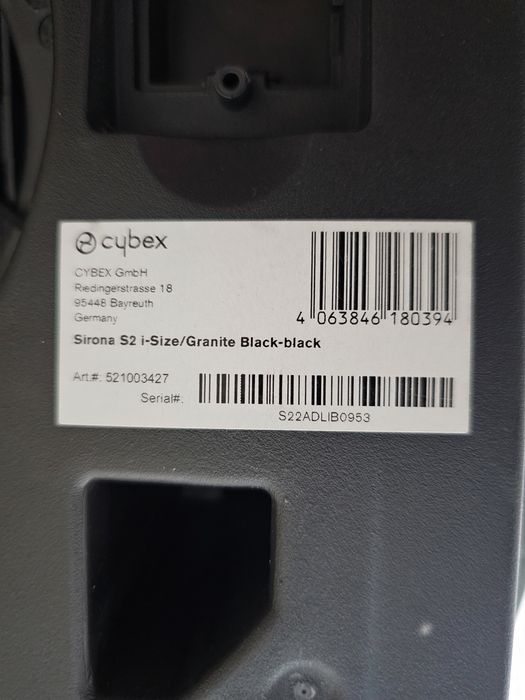 cybex
CYBEX GmbH
Riedingerstrasse 18
95448 Bayreuth
Germany
4 063846 180394
Sirona S2 i-Size/Granite Black-black
Art.#: 521003427
Serial#:
S22ADLIB0953